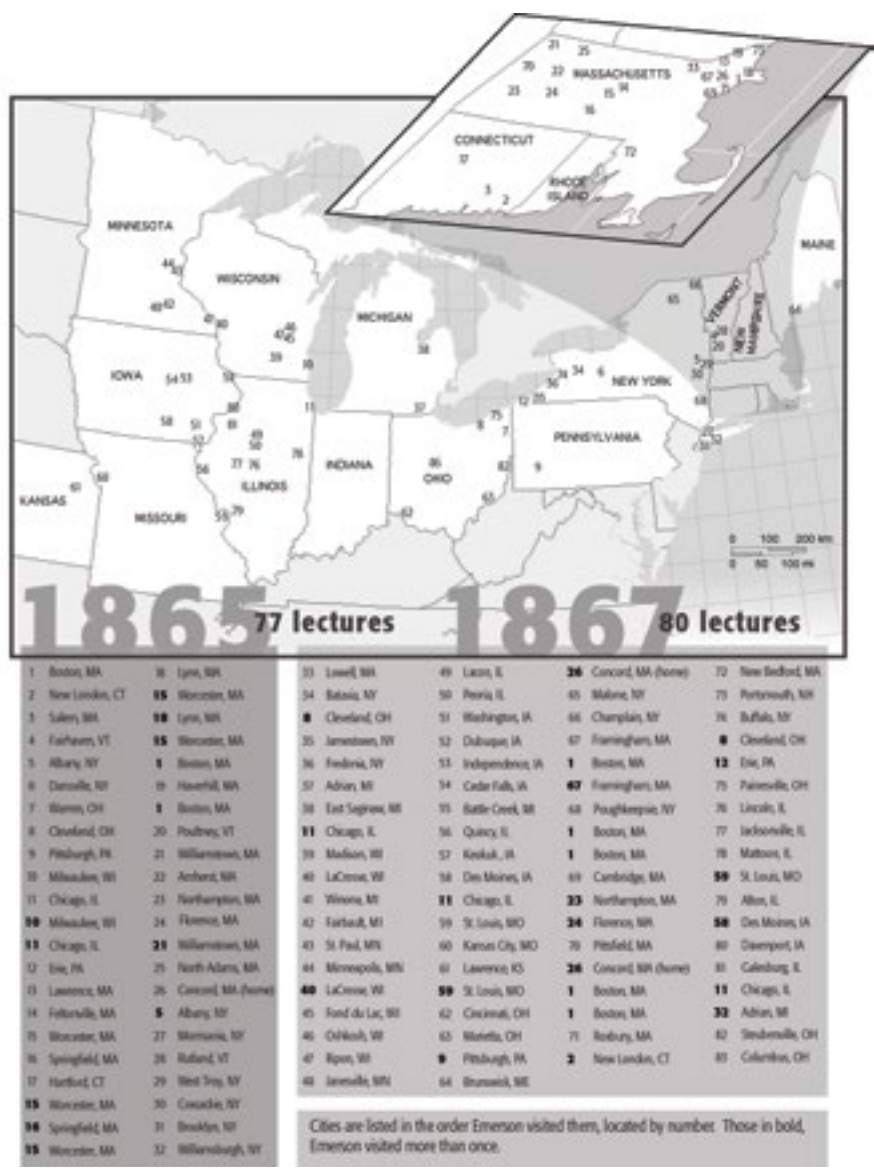 MASSACHUSETTS
CONNECTICUT
RHODE
ISLAND
MINNESOTA
WISCONSIN
MICHIGAN
MAINE
VERMONT
NEW
HAMPSHIRE
IOWA
NEW YORK
PENNSYLVANIA
INDIANA
OHIO
ILLINOIS
KANSAS
MISSOURI
0 100 200 km
0 50 100 mi
1865 77 lectures
1 Boston, MA
2 New London, CT
3 Salem, MA
4 Fairhaven, VT
5 Albany, NY
6 Dansville, NY
7 Warren, OH
8 Cleveland, OH
9 Pittsburgh, PA
10 Milwaukee, WI
11 Chicago, IL
10 Milwaukee, WI
11 Chicago, IL
12 Erie, PA
13 Lawrence, MA
14 Feltonville, MA
15 Worcester, MA
16 Springfield, MA
17 Hartford, CT
15 Worcester, MA
Springfield, MA
15 Worcester, MA
18 Lynn, MA
15 Worcester, MA
18 Lynn, MA
15 Worcester, MA
1 Boston, MA
19 Haverhill, MA
1 Boston, MA
20 Poultney, VT
21 Williamstown, MA
22 Amherst, MA
23 Northampton, MA
24 Florence, MA
21 Williamstown, MA
25 North Adams, MA
26 Concord, MA (home)
5 Albany, NY
27 NY
28 Rutland, VT
29 West Troy, NY
30 NY
31 Brooklyn, NY
32 Williamsburgh, NY
1867 80 lectures
33 Lowell, MA
34 Batavia, NY
8 Cleveland, OH
35 Jamestown, NY
36 Fredonia, NY
37 Adrian, MI
38 East Saginaw, MI
11 Chicago, IL
39 Madison, WI
40 LaCrosse, WI
41 Winona, MI
42 Fairbault, MI
43 St. Paul, MN
44 Minneapolis, MN
40 LaCrosse, WI
45 Fond du Lac, WI
46 Oshkosh, WI
47 Ripon, WI
48 Janesville, MN
49 Lacon, IL
50 Peoria, IL
51 Washington, IA
52 Dubuque, IA
53 Independence, IA
54 Cedar Falls, IA
55 Battle Creek, MI
56 Quincy, IL
57 Keokuk, IA
58 Des Moines, IA
11 Chicago, IL
59 St. Louis, MO
60 Kansas City, MO
61 Lawrence, KS
59 St. Louis, MO
62 Cincinnati, OH
63 Marietta, OH
9 Pittsburgh, PA
64 Brunswick, ME
26 Concord, MA (home)
65 Malone, NY
66 Champlain, NY
67 Framingham, MA
1 Boston, MA
67 Framingham, MA
68 Poughkeepsie, NY
1 Boston, MA
1 Boston, MA
69 Cambridge, MA
23 Northampton, MA
24 Florence, MA
70 Pittsfield, MA
26 Concord, MA (home)
1 Boston, MA
1 Boston, MA
71 Roxbury, MA
2 New London, CT
72 New Bedford, MA
73 Portsmouth, NH
74 Buffalo, NY
8 Cleveland, OH
12 Erie, PA
75 Painesville, OH
76 Lincoln, IL
77 Jacksonville, IL
78 Mattoon, IL
59 St. Louis, MO
79 Alton, IL
58 Des Moines, IA
80 Davenport, IA
81 Galesburg, IL
11 Chicago, IL
32 Adrian, MI
82 Steubenville, OH
83 Columbus, OH
Cities are listed in the order Emerson visited them, located by number. Those in bold,
Emerson visited more than once.